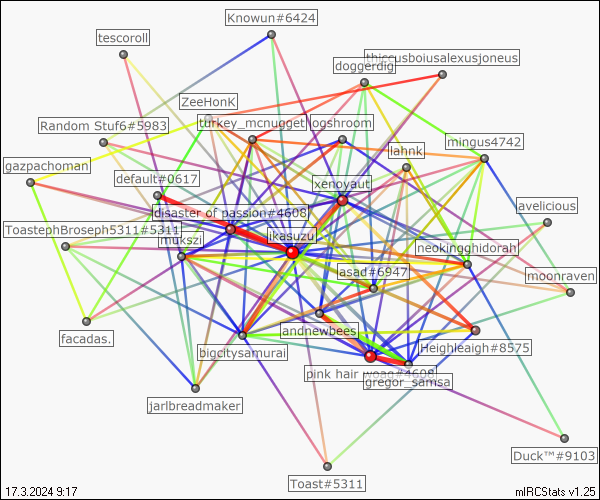 Knowun#6424
tescoroll
thiccusboiusalexusjoneus
doggerdig
ZeeHonK
turkey_mcnugget
ogshroom
Random Stuf6#5983
mingus4742
lahnk
gazpachoman
default#0617
xenoyaut
avelicious
disaster of passion#4608
ToastephBroseph5311#5311
ikasuzu
mukszi
neokingghidorah
jasad#6947
moonraven
facadas.
andnewbees
Heighleigh#8575
bigcitysamurai
pink hair woag#4608
gregor_samsa
jarlbreadmaker
Duck™#9103
Toast#5311
17.3.2024 9:17
mIRCStats v1.25